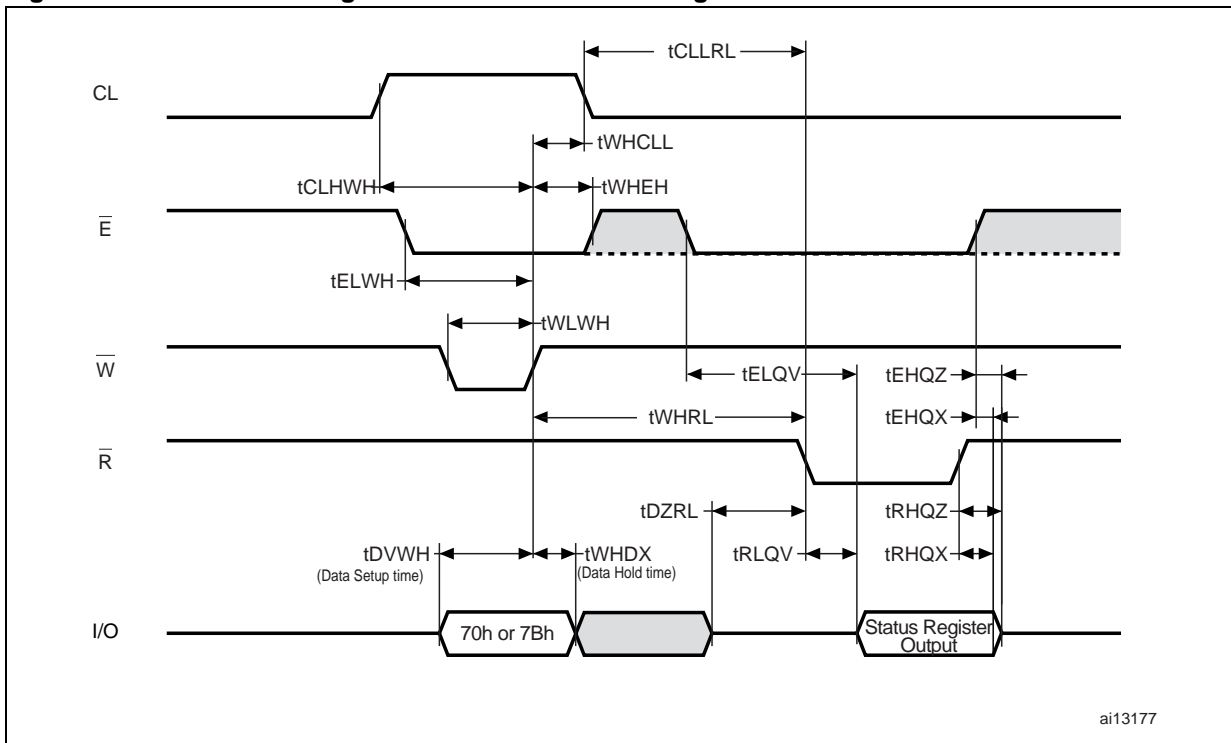 tCLLRL
CL
tWHCLL
tCLHWH
tWHEH
E
tELWH
tWLWH
W
tELQV
tEHQZ
tWHRL
tEHQX
R
tDZRL
tRHQZ
tDVWH
tWHDX
tRLQV
tRHQX
(Data Setup time)
(Data Hold time)
I/O
70h or 7Bh
Status Register
Output
ai13177